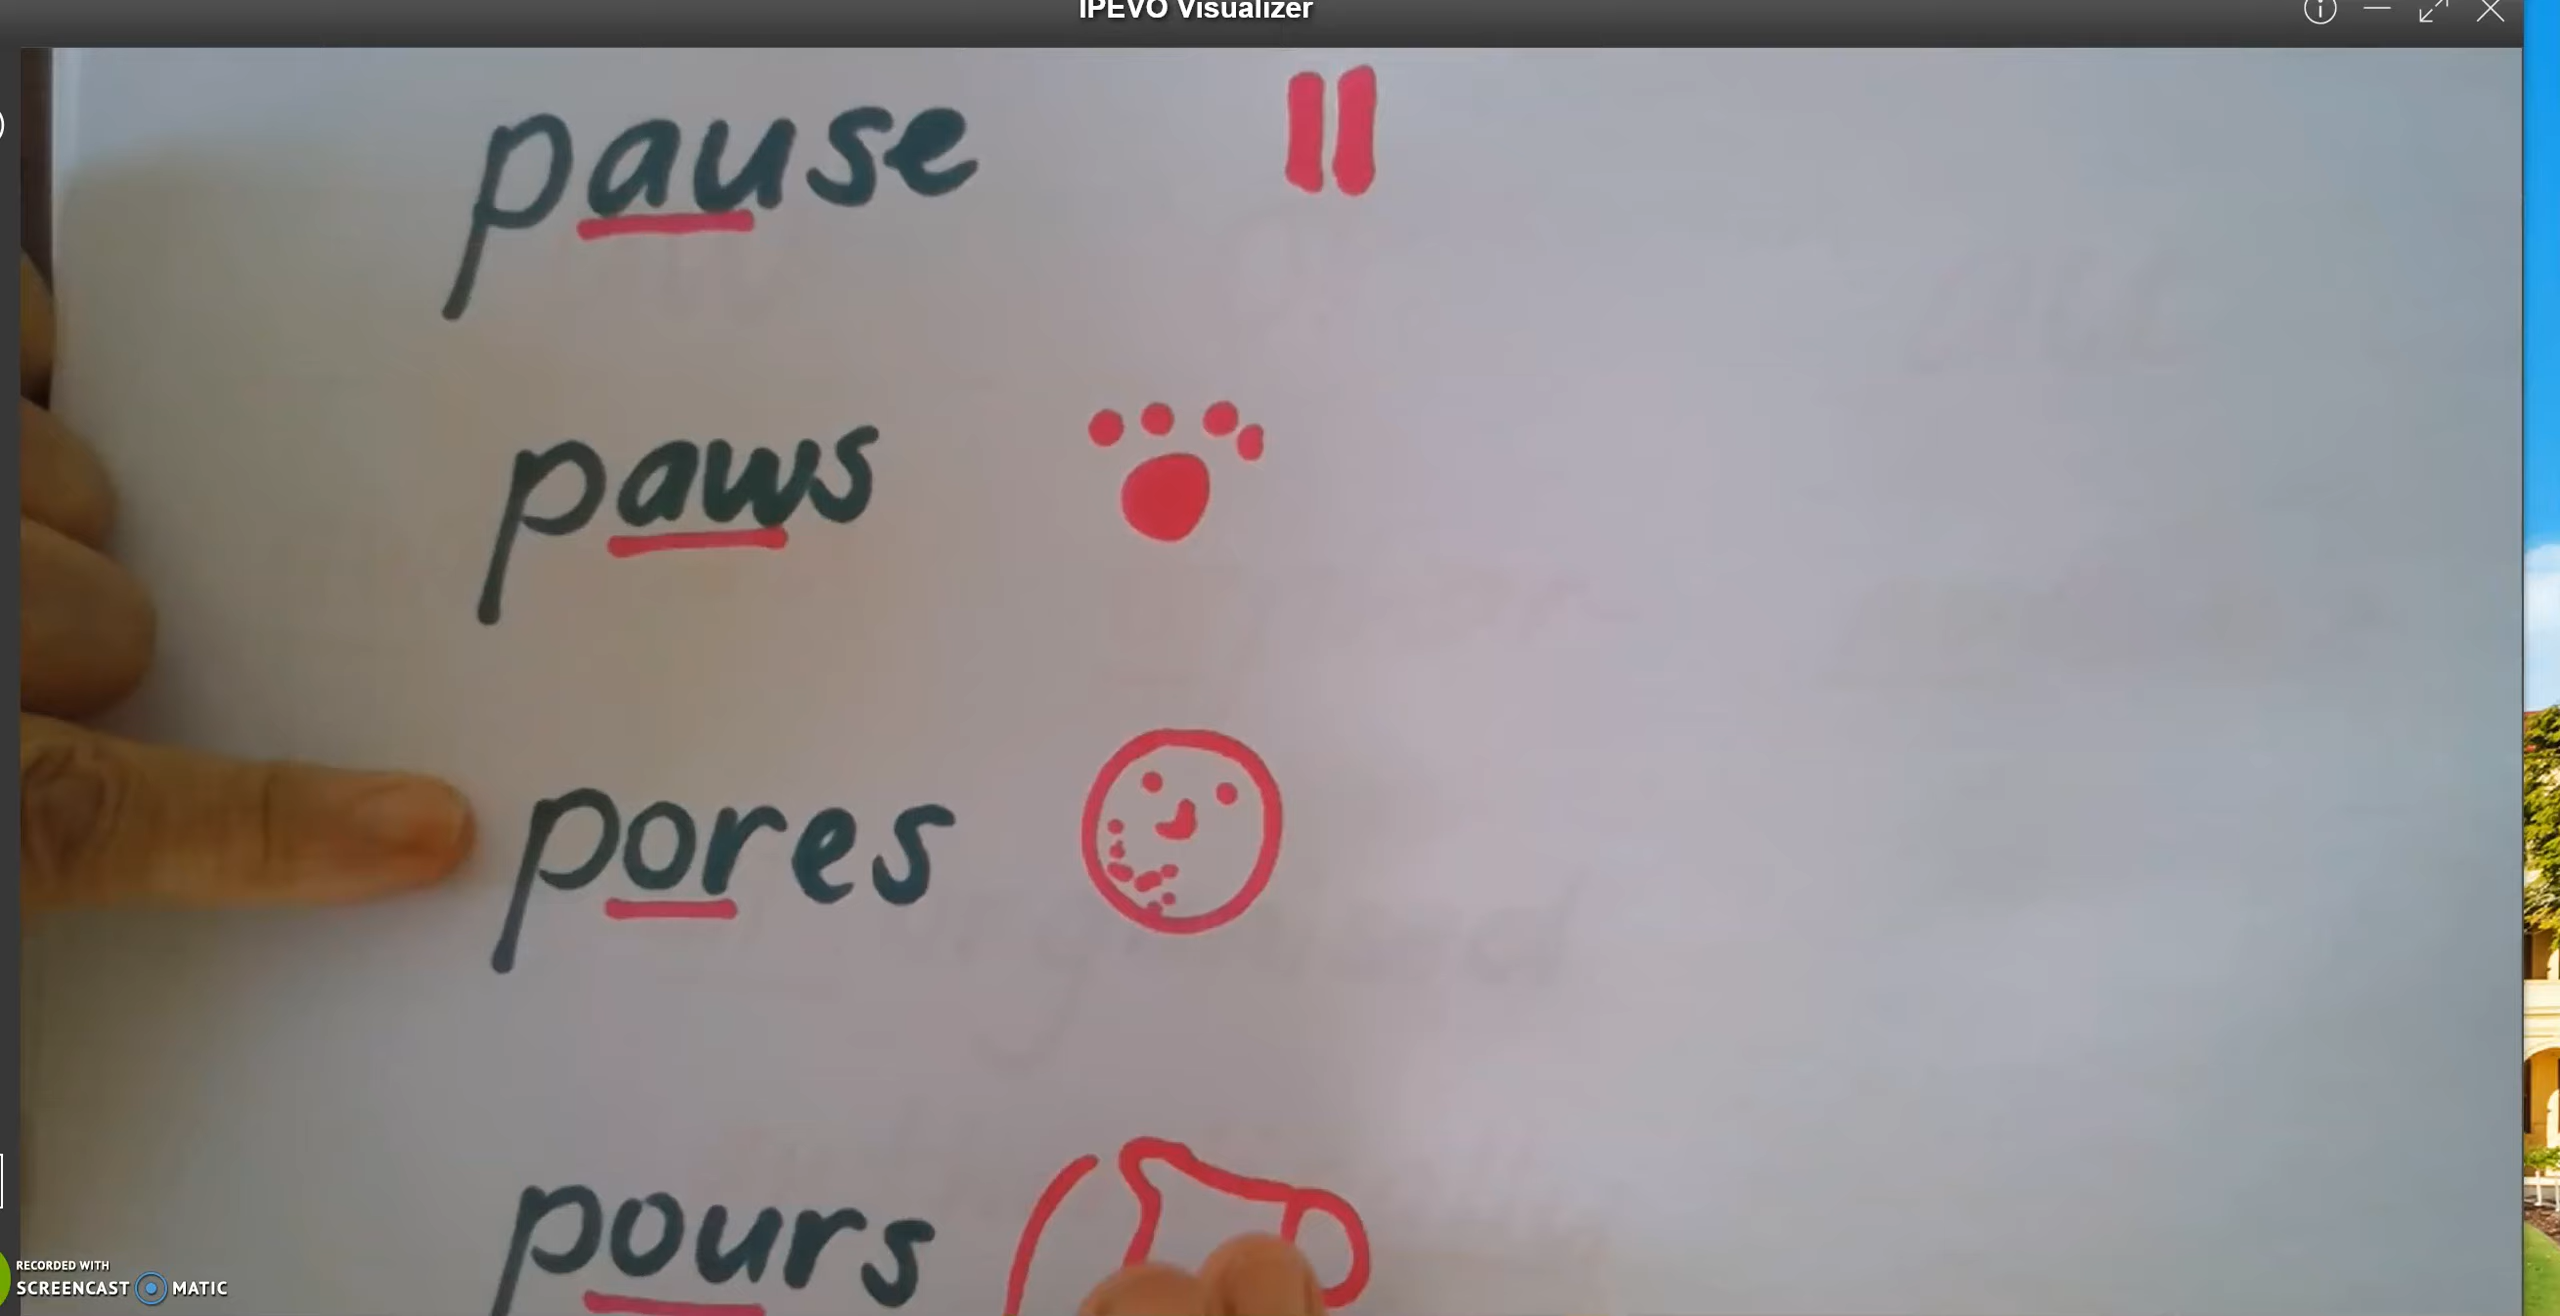 IPEVO Visualizer
pause
paws
pores
pours
RECORDED WITH
SCREENCAST MATIC